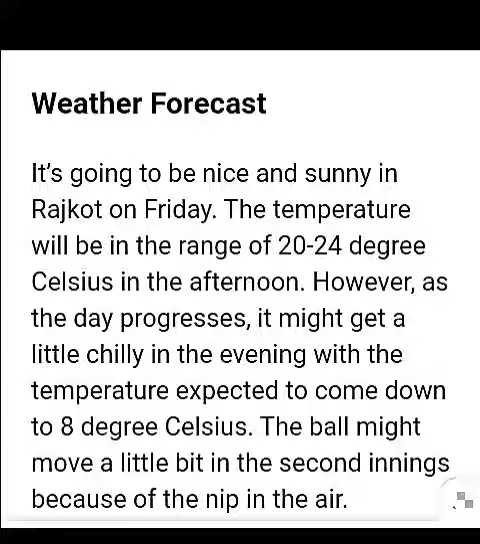 Weather Forecast
It's going to be nice and sunny in
Rajkot on Friday. The temperature
will be in the range of 20-24 degree
Celsius in the afternoon. However, as
the day progresses, it might get a
little chilly in the evening with the
temperature expected to come down
to 8 degree Celsius. The ball might
move a little bit in the second innings
because of the nip in the air.